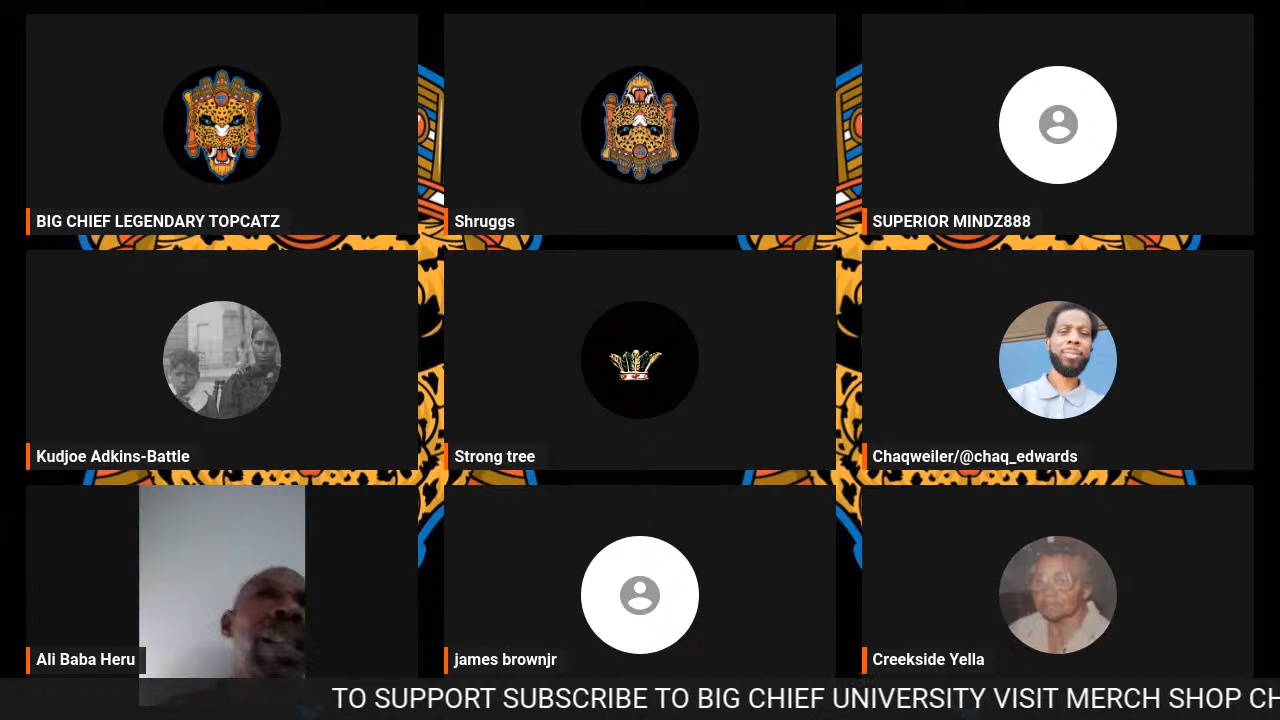 BIG CHIEF LEGENDARY TOPCATZ
Shruggs
SUPERIOR MINDZ888
Kudjoe Adkins-Battle
Strong tree
Chaqweiler/@chaq_edwards
Ali Baba Heru
james brownjr
Creekside Yella
TO SUPPORT SUBSCRIBE TO BIG CHIEF UNIVERSITY VISIT MERCH SHOP CH